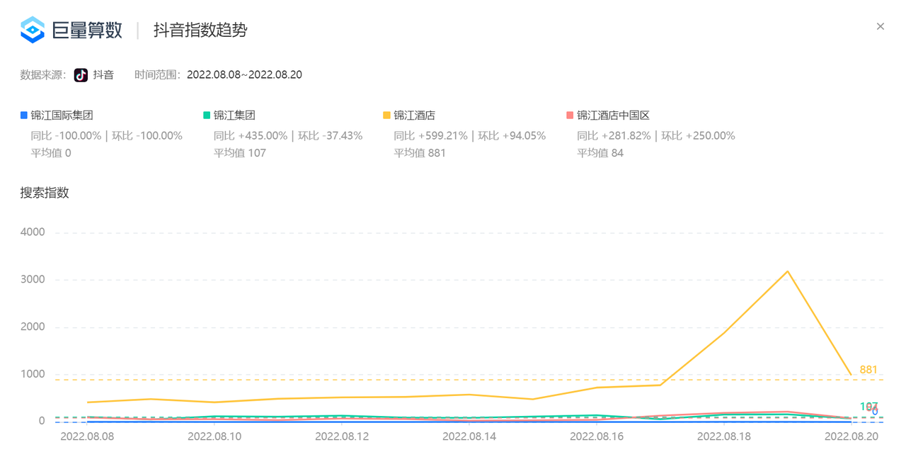 巨量算数 | 抖音指数趋势 ×
数据来源: 抖音 时间范围: 2022.08.08~2022.08.20
锦江国际集团 锦江集团 锦江酒店 锦江酒店中国区
同比 -100.00% | 环比 -100.00% 同比 +435.00% | 环比 -37.43% 同比 +599.21% | 环比 +94.05% 同比 +281.82% | 环比 +250.00%
平均值 0 平均值 107 平均值 881 平均值 84
搜索指数
4000
3000
2000
1000 881
0 107 84 0
2022.08.08 2022.08.10 2022.08.12 2022.08.14 2022.08.16 2022.08.18 2022.08.20